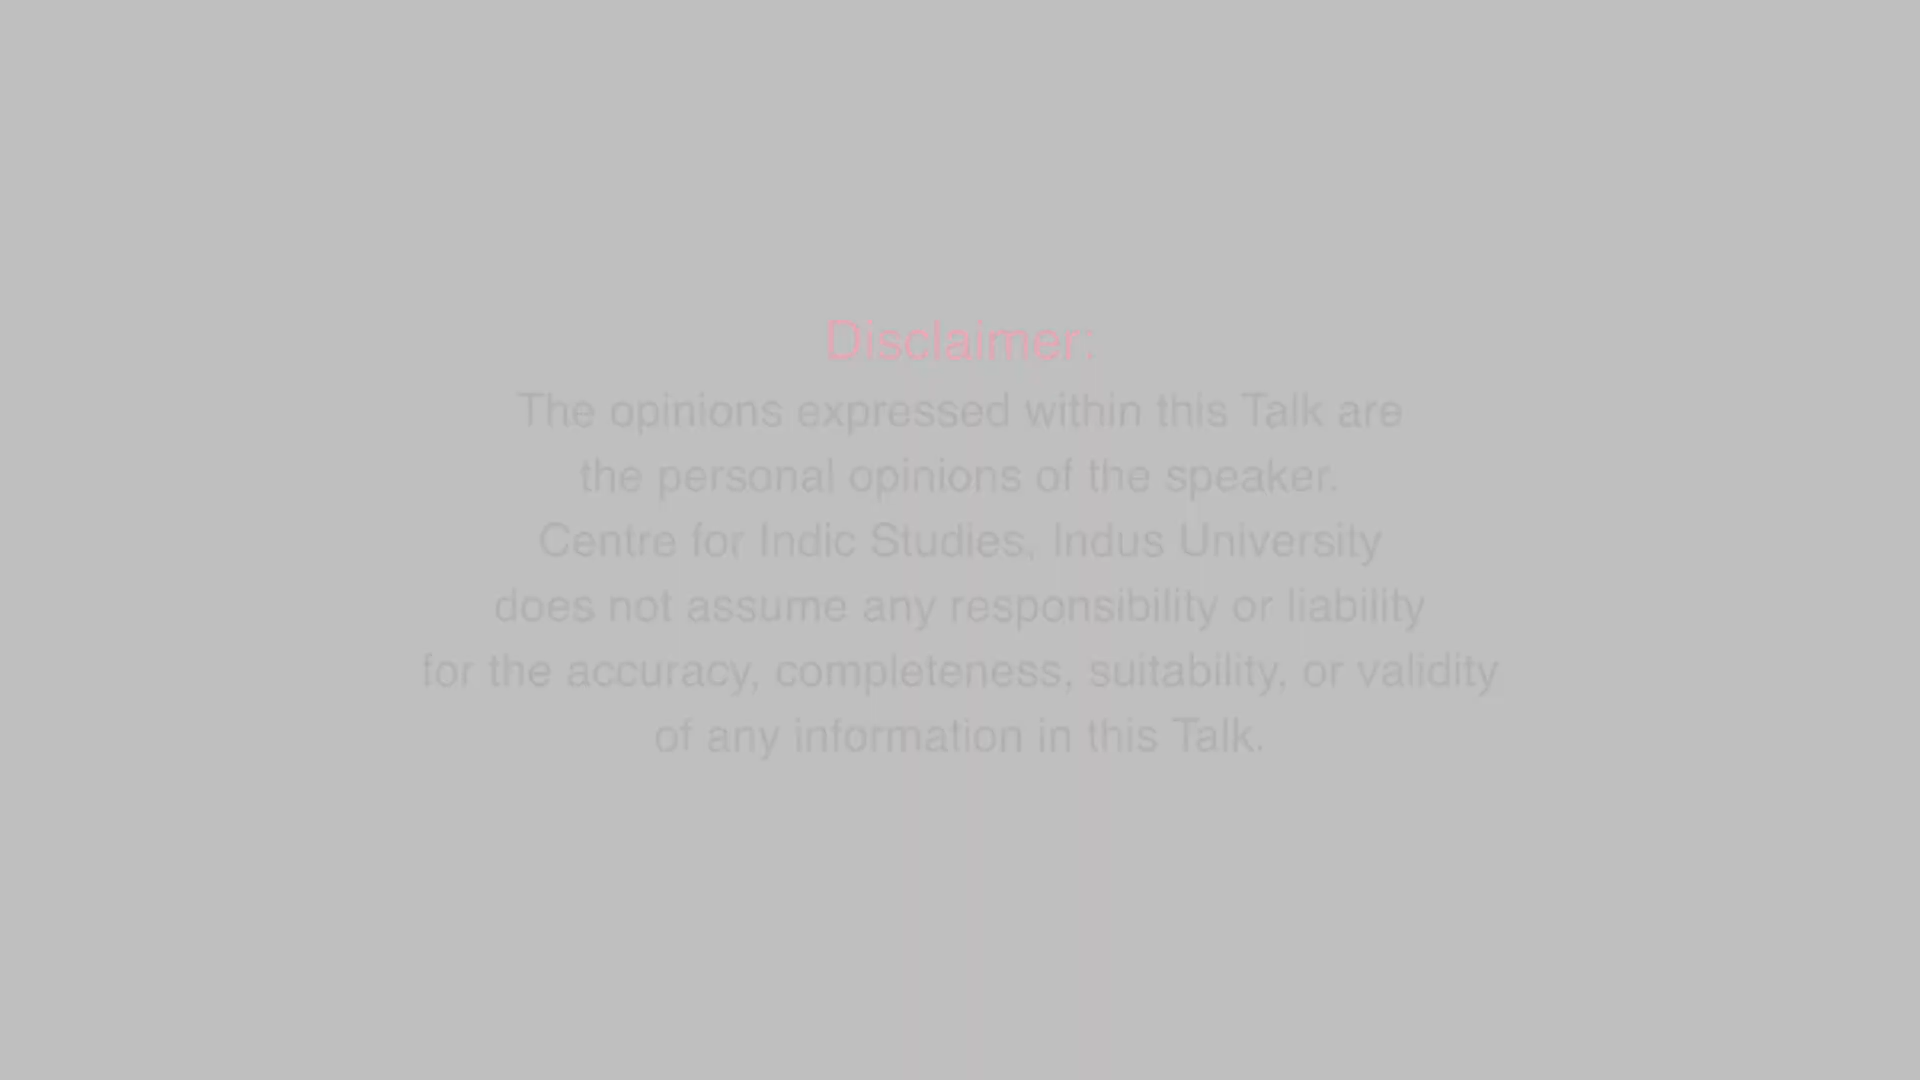 Disclaimer:
The opinions expressed within this Talk are
the personal opinions of the speaker.
Centre for Indic Studies, Indus University
does not assume any responsibility or liability
for the accuracy, completeness, suitability, or validity
of any information in this Talk.